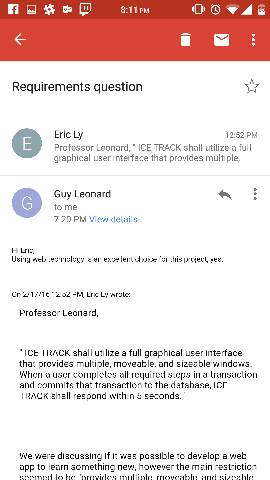 8:11 PM
Requirements question
E
Eric Ly
12:52 PM
Professor Leonard, " ICE TRACK shall utilize a full
graphical user interface that provides multiple,
G
Guy Leonard
to me
7:20 PM View details
Hi Eric,
Using web technology is an excellent choice for this project, yes.
On 2/17/16 12:52 PM, Eric Ly wrote:
Professor Leonard,
" ICE TRACK shall utilize a full graphical user interface
that provides multiple, moveable, and sizeable windows.
When a user completes all required steps in a transaction
and commits that transaction to the database, ICE
TRACK shall respond within 5 seconds. "
We were discussing if it was possible to develop a web
app to learn something new, however the main restriction
seemed to be "provides multiple, moveable, and sizeable